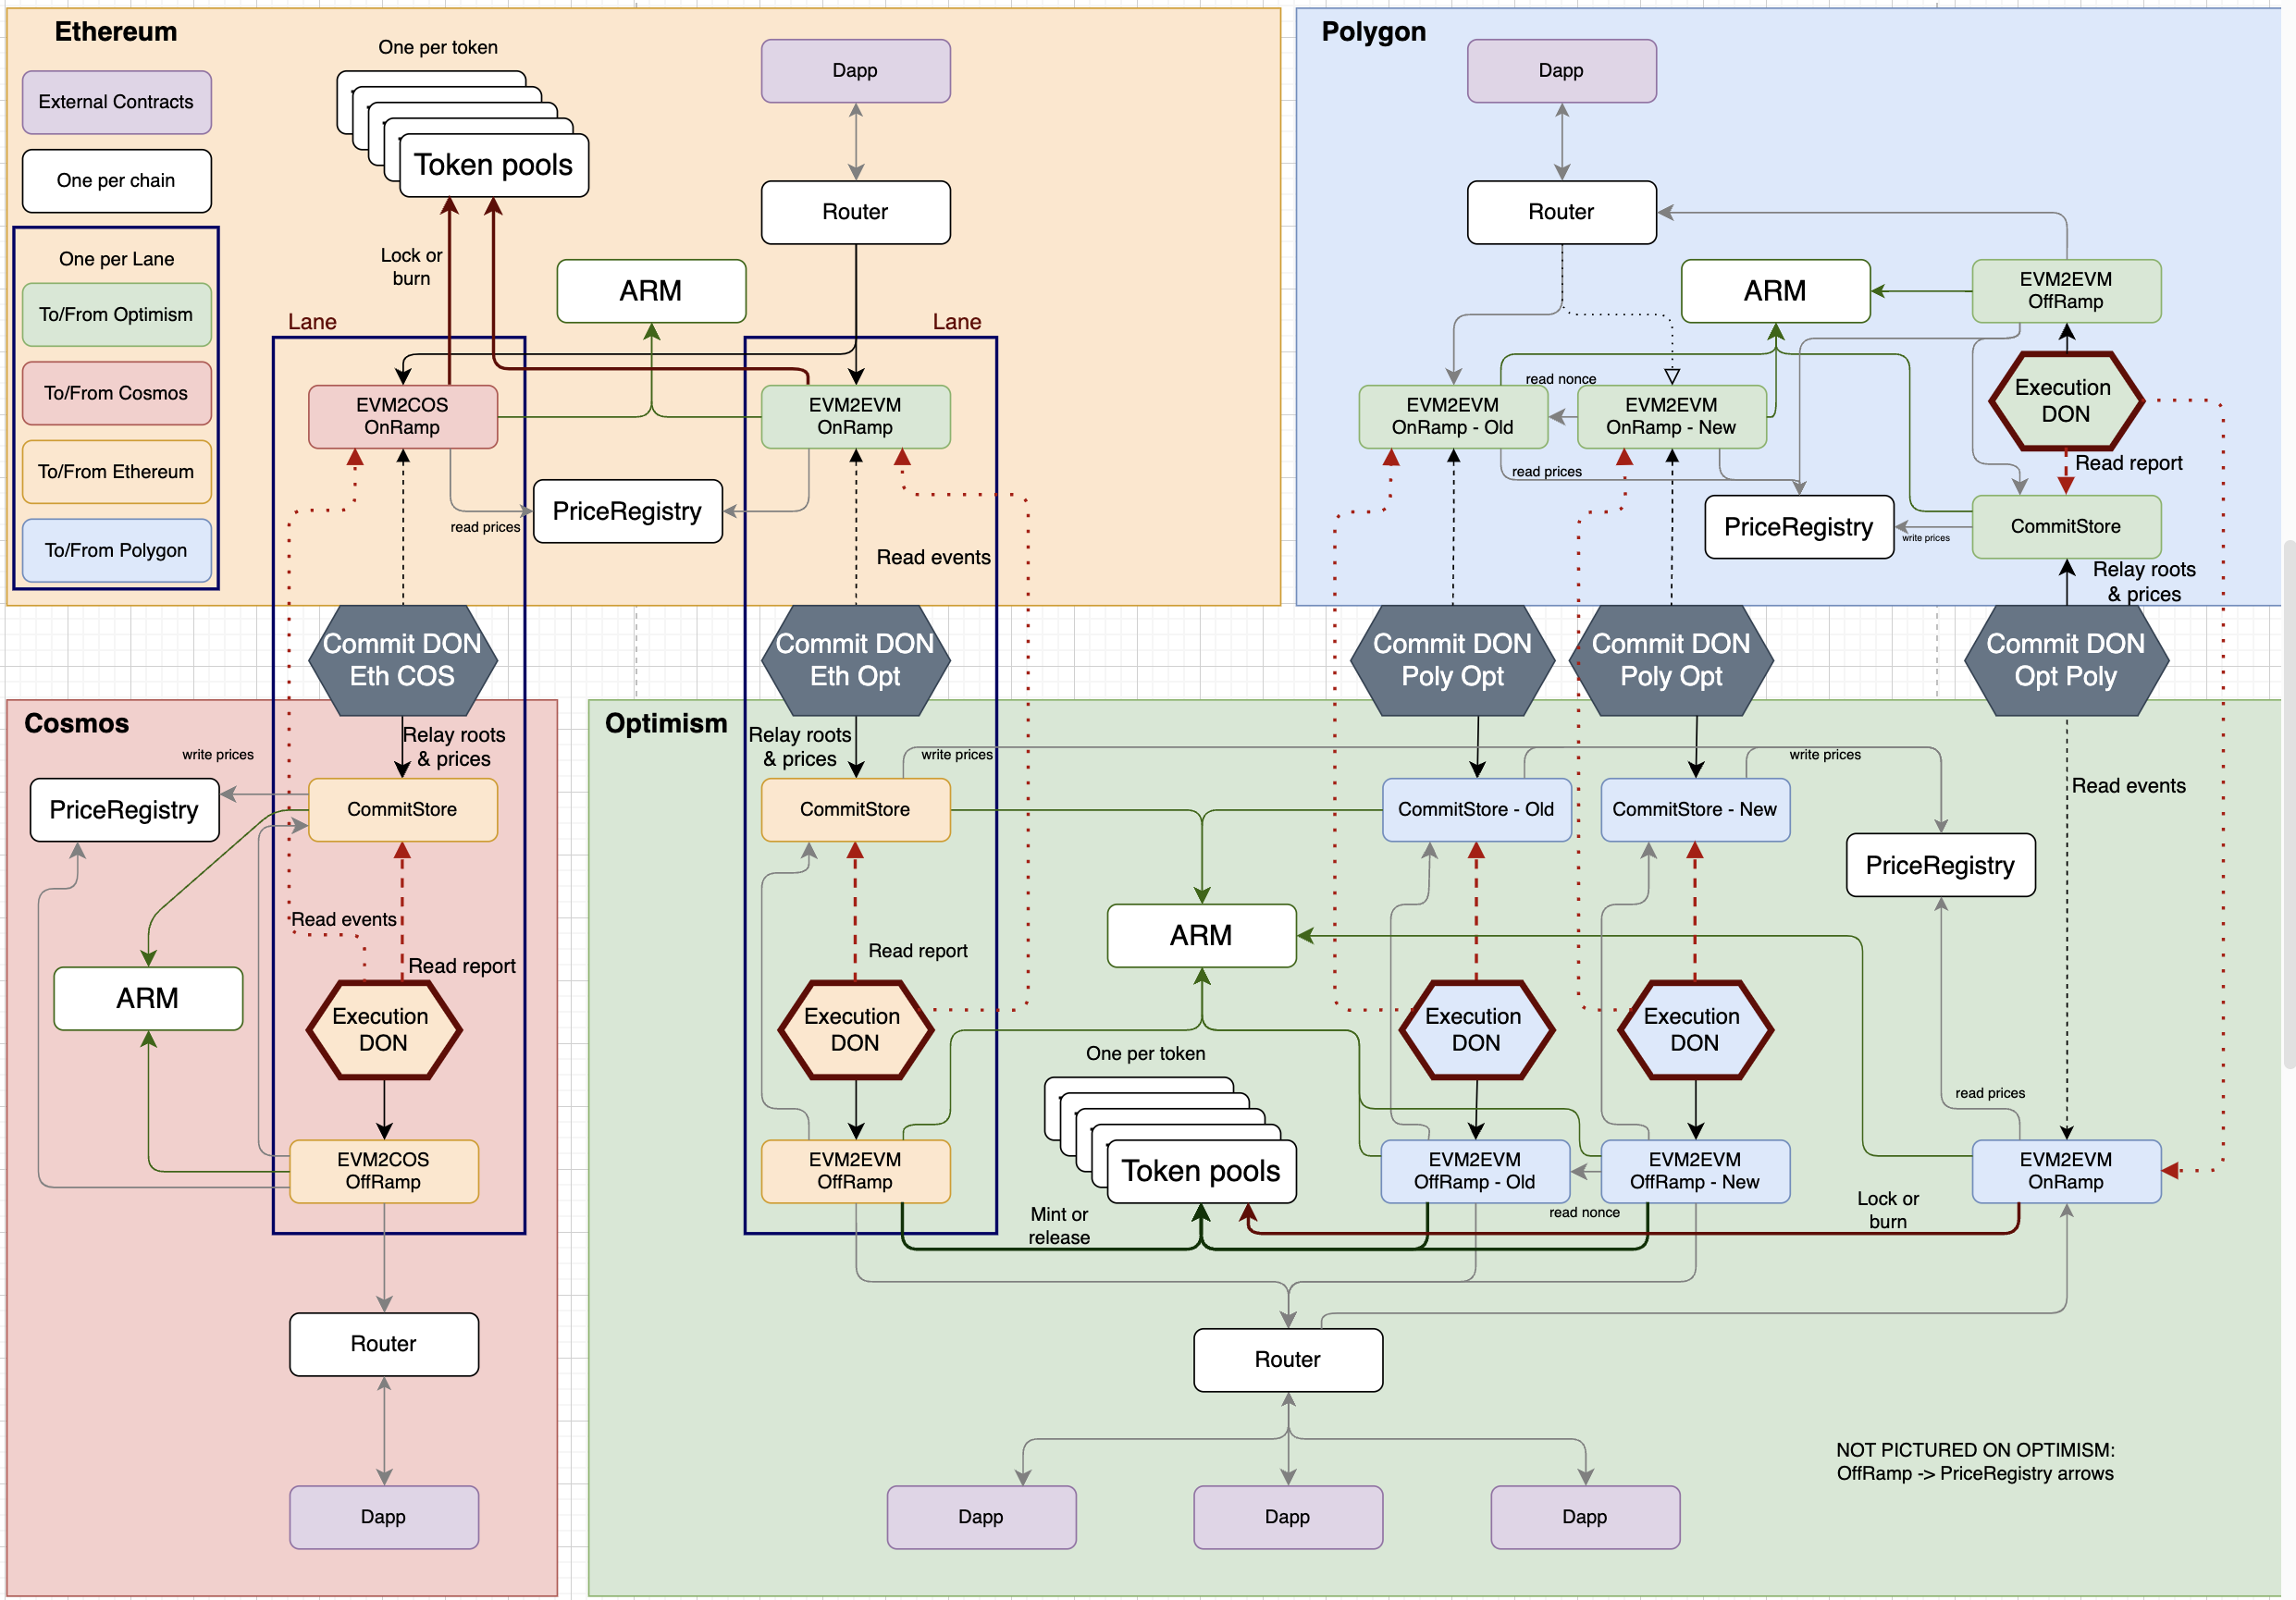 Ethereum
External Contracts
One per chain
One per Lane
To/From Optimism
To/From Cosmos
To/From Ethereum
To/From Polygon
One per token
Token pools
Dapp
Router
Lock or
burn
ARM
Lane
Lane
EVM2COS
OnRamp
EVM2EVM
OnRamp
PriceRegistry
read prices
Read events
Polygon
Dapp
Router
ARM
EVM2EVM
OffRamp
Execution
DON
read nonce
EVM2EVM
OnRamp - Old
EVM2EVM
OnRamp - New
read prices
Read report
PriceRegistry
write prices
CommitStore
Relay roots
& prices
Commit DON
Eth COS
Commit DON
Eth Opt
Commit DON
Poly Opt
Commit DON
Poly Opt
Commit DON
Opt Poly
Cosmos
write prices
Relay roots
& prices
PriceRegistry
CommitStore
Read events
Read report
ARM
Execution
DON
EVM2COS
OffRamp
Router
Dapp
Optimism
Relay roots
& prices
write prices
write prices
Read events
CommitStore
CommitStore - Old
CommitStore - New
PriceRegistry
ARM
Read report
Execution
DON
Execution
DON
Execution
DON
One per token
Token pools
read prices
EVM2EVM
OffRamp
EVM2EVM
OffRamp - Old
EVM2EVM
OffRamp - New
EVM2EVM
OnRamp
Mint or
release
read nonce
Lock or
burn
Router
NOT PICTURED ON OPTIMISM:
OffRamp -> PriceRegistry arrows
Dapp
Dapp
Dapp